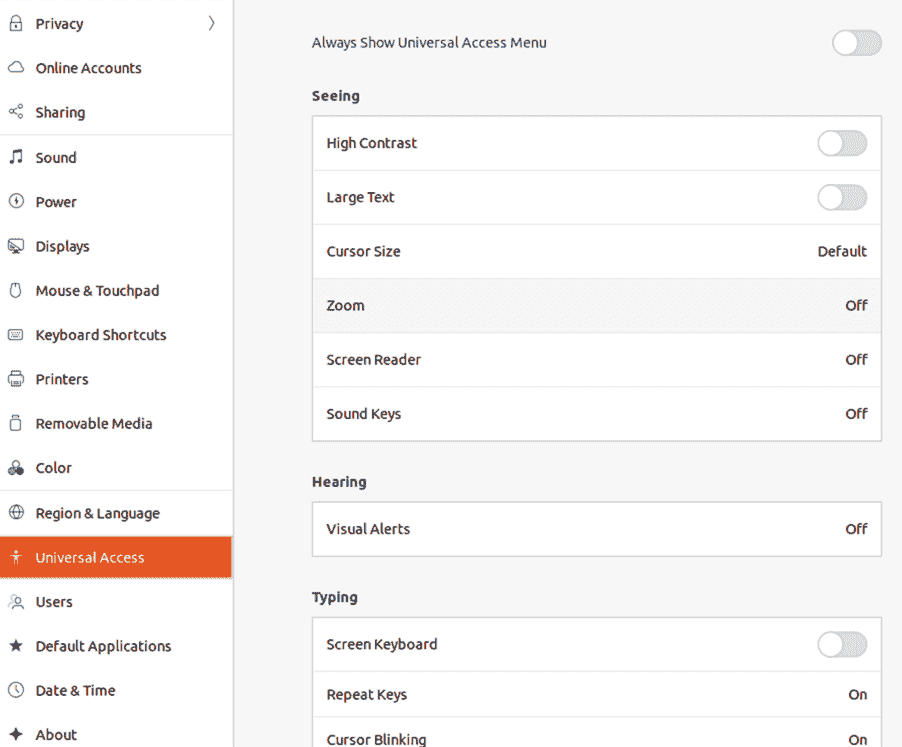 Privacy
Online Accounts
Sharing
Sound
Power
Displays
Mouse & Touchpad
Keyboard Shortcuts
Printers
Removable Media
Color
Region & Language
Universal Access
Users
Default Applications
Date & Time
About
Always Show Universal Access Menu
Seeing
High Contrast
Large Text
Cursor Size Default
Zoom Off
Screen Reader Off
Sound Keys Off
Hearing
Visual Alerts Off
Typing
Screen Keyboard
Repeat Keys On
Cursor Blinking On